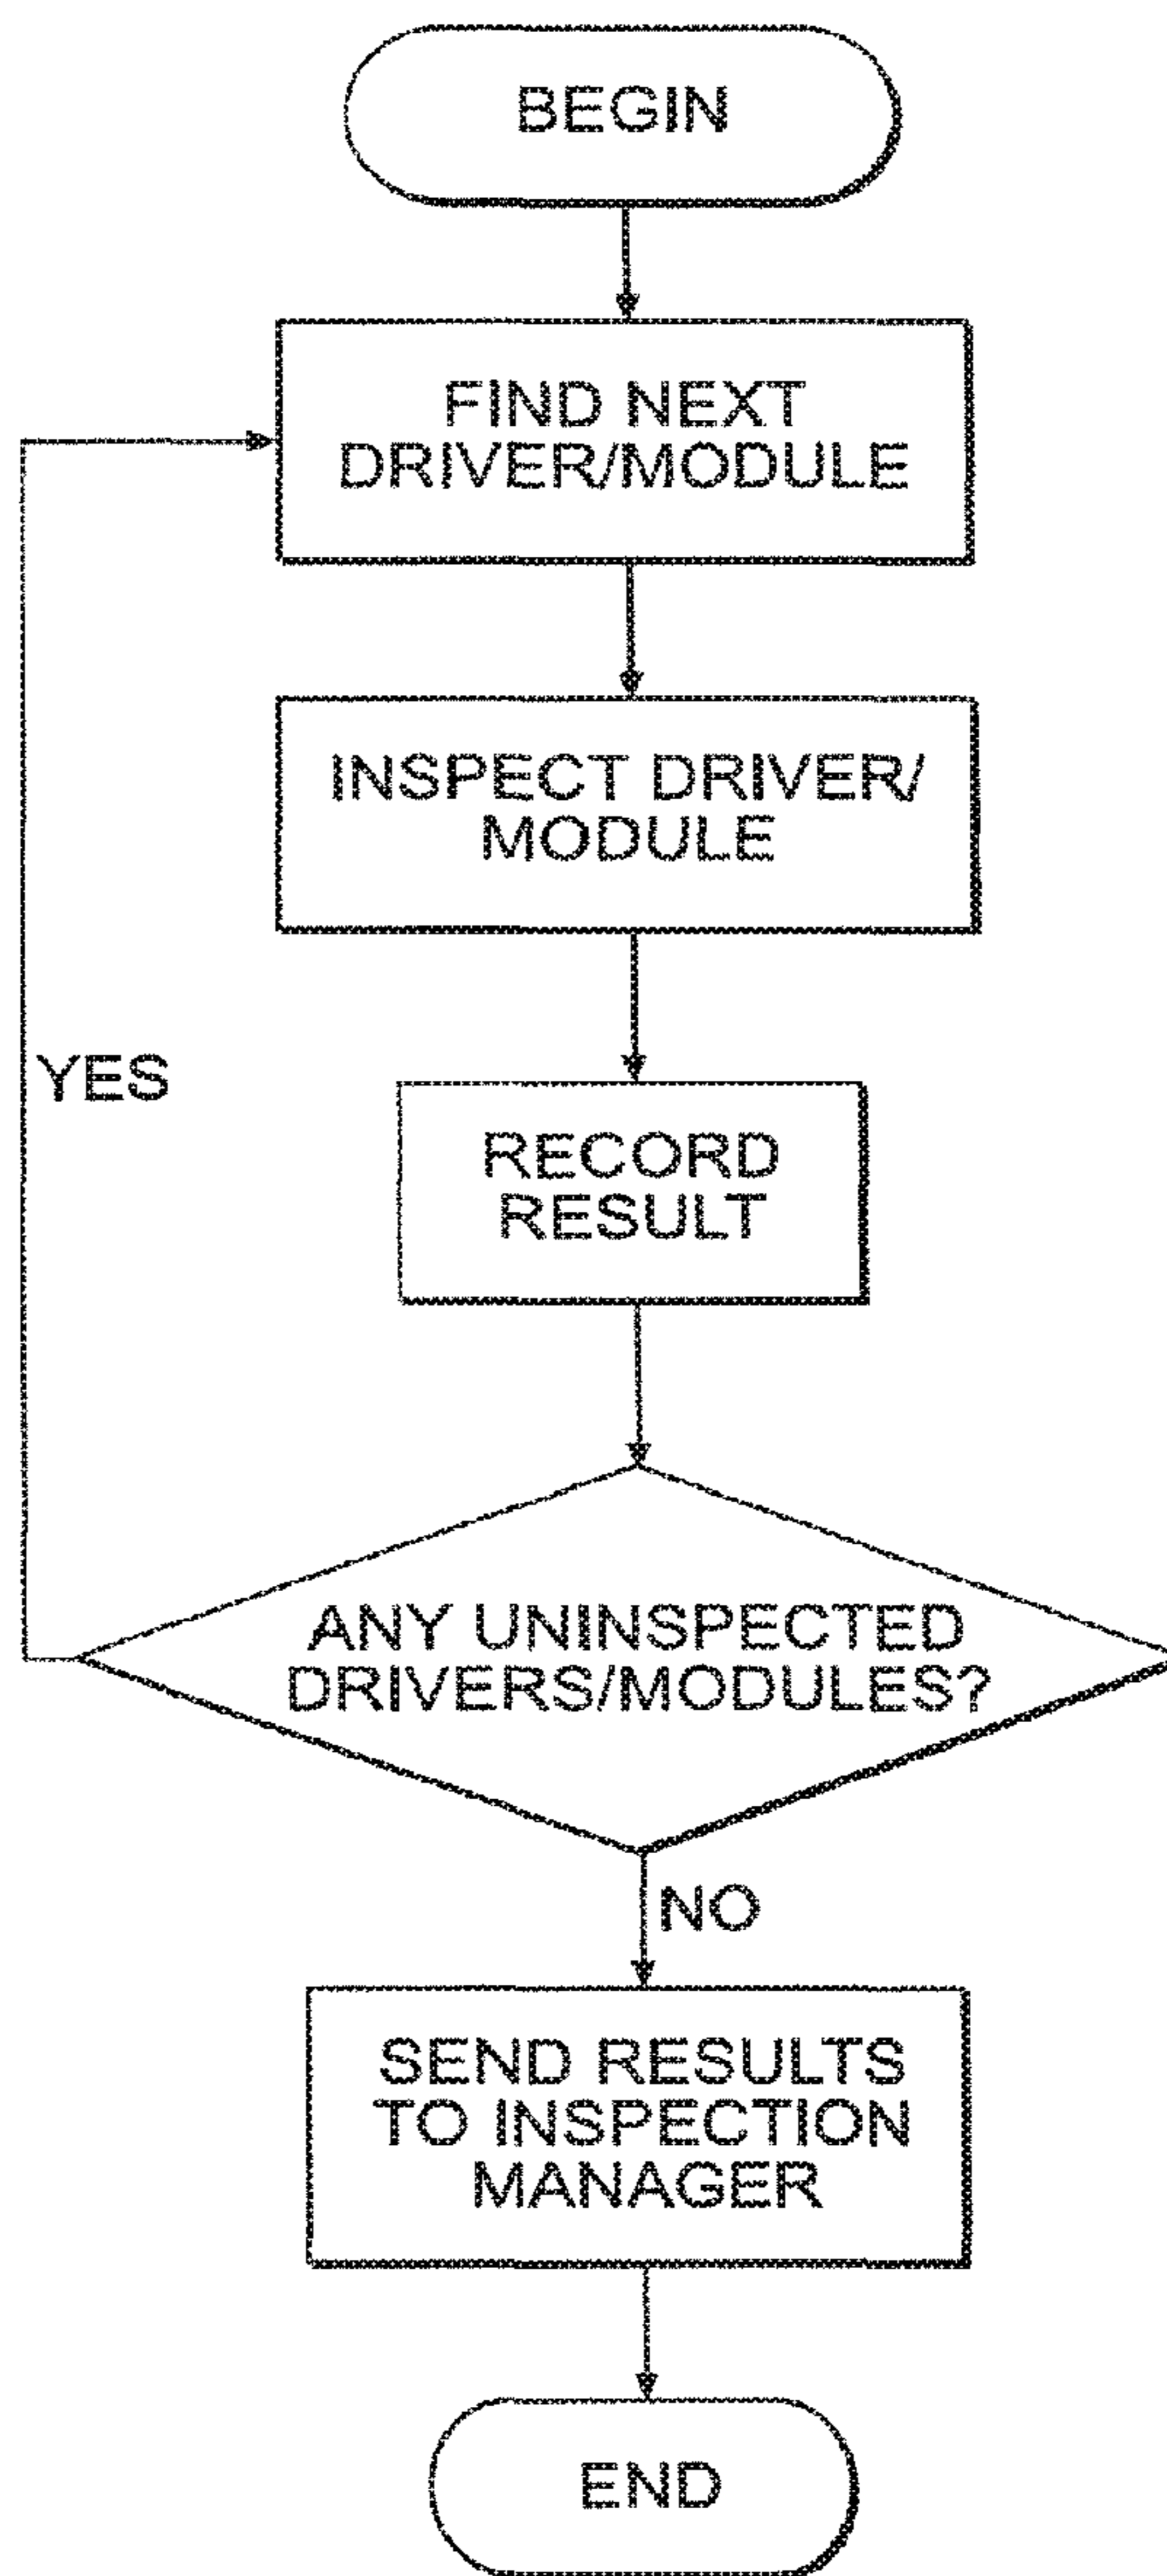 BEGIN
FIND NEXT
DRIVER/MODULE
INSPECT DRIVER/
MODULE
YES
RECORD
RESULT
ANY UNINSPECTED
DRIVERS/MODULES?
NO
SEND RESULTS
TO INSPECTION
MANAGER
END